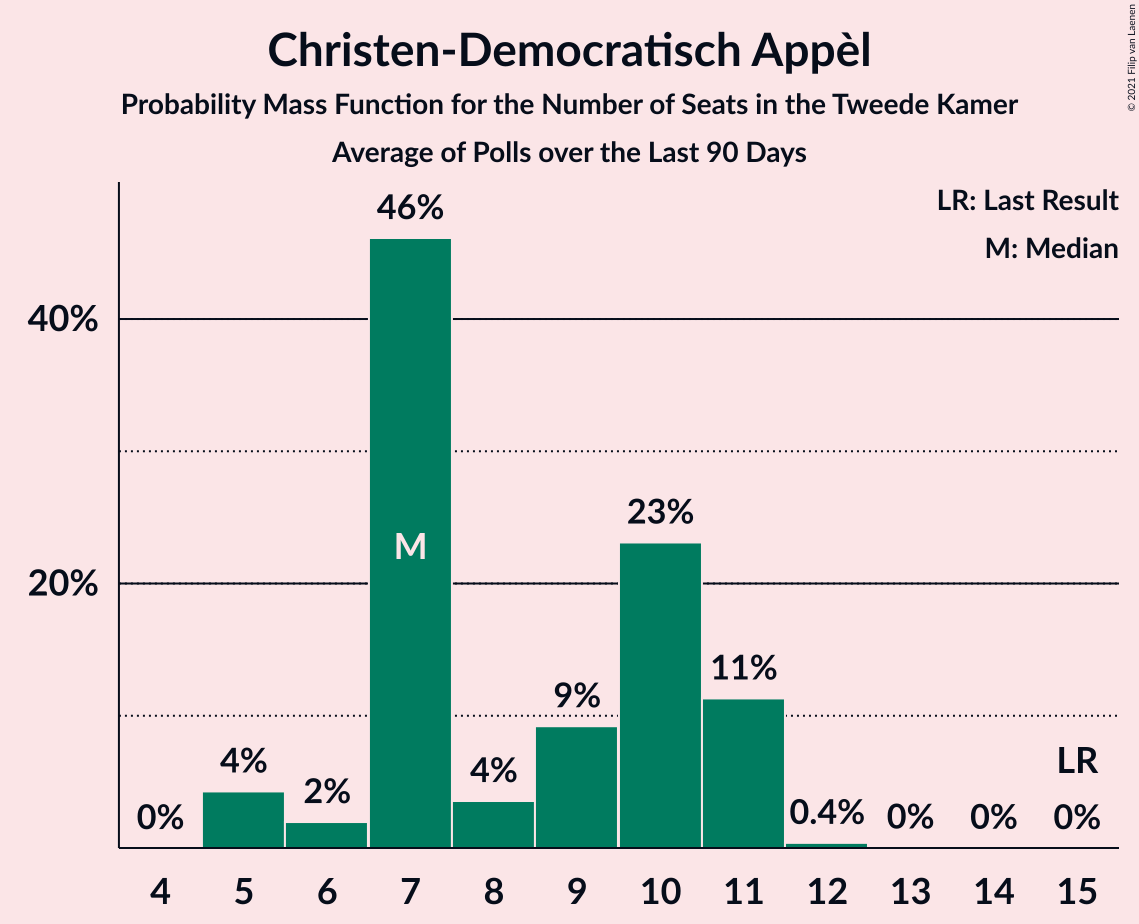 Christen-Democratisch Appèl
Probability Mass Function for the Number of Seats in the Tweede Kamer
Average of Polls over the Last 90 Days
© 2021 Filip van Laenen
LR: Last Result
M: Median
46%
40%
23%
M
20%
11%
9%
4%
4%
2%
LR
0%
0.4%
0%
0%
0%
4 5 6 7 8 9 10 11 12 13 14 15